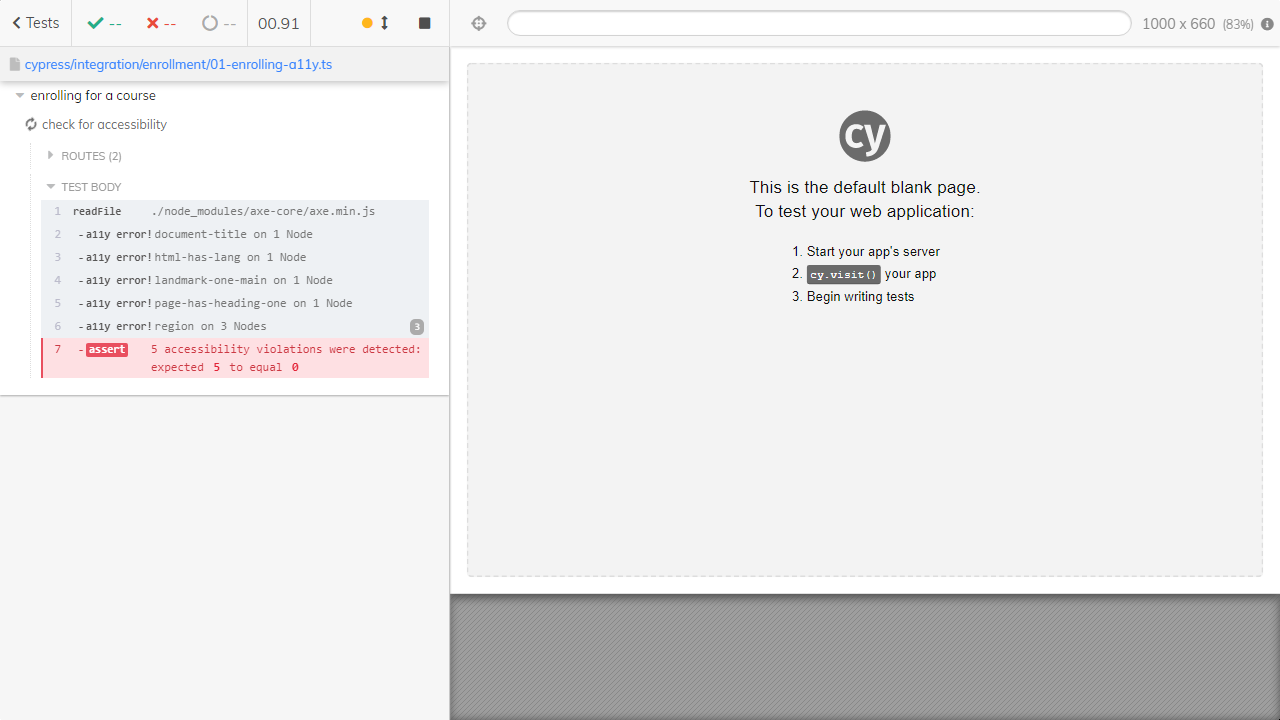 Tests -- -- -- 00.91
1000 x 660 (83%)
cypress/integration/enrollment/01-enrolling-a11y.ts
enrolling for a course
check for accessibility
ROUTES (2)
TEST BODY
1 readFile ./node_modules/axe-core/axe.min.js
2 -a11y error! document-title on 1 Node
3 -a11y error! html-has-lang on 1 Node
4 -a11y error! landmark-one-main on 1 Node
5 -a11y error! page-has-heading-one on 1 Node
6 -a11y error! region on 3 Nodes 3
7 -assert 5 accessibility violations were detected:
expected 5 to equal 0
cy
This is the default blank page.
To test your web application:
1. Start your app's server
2. cy.visit() your app
3. Begin writing tests